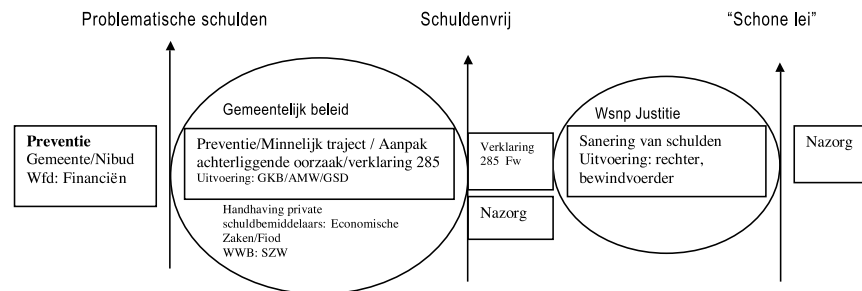 Problematische schulden
Schuldenvrij
“Schone lei”
Preventie
Gemeente/Nibud
Wfd: Financiën
Gemeentelijk beleid
Preventie/Minnelijk traject / Aanpak
achterliggende oorzaak/verklaring 285
Uitvoering: GKB/AMW/GSD
Handhaving private
schuldbemiddelaars: Economische
Zaken/Fiod
WWB: SZW
Verklaring
285 Fw
Nazorg
Wsnp Justitie
Sanering van schulden
Uitvoering: rechter,
bewindvoerder
Nazorg